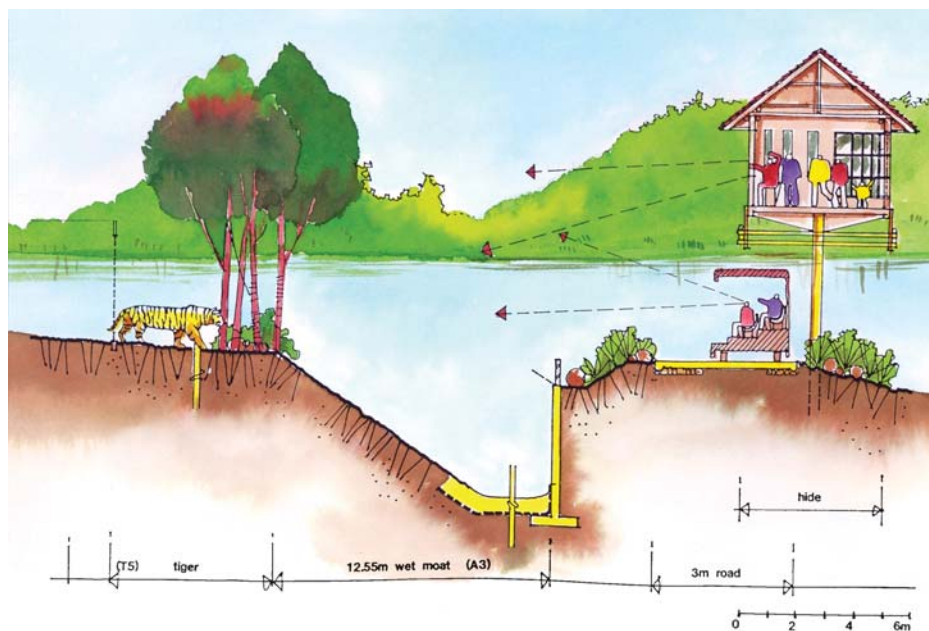 hide
(T5) tiger
12.55m wet moat (A3)
3m road
0 2 4 6m